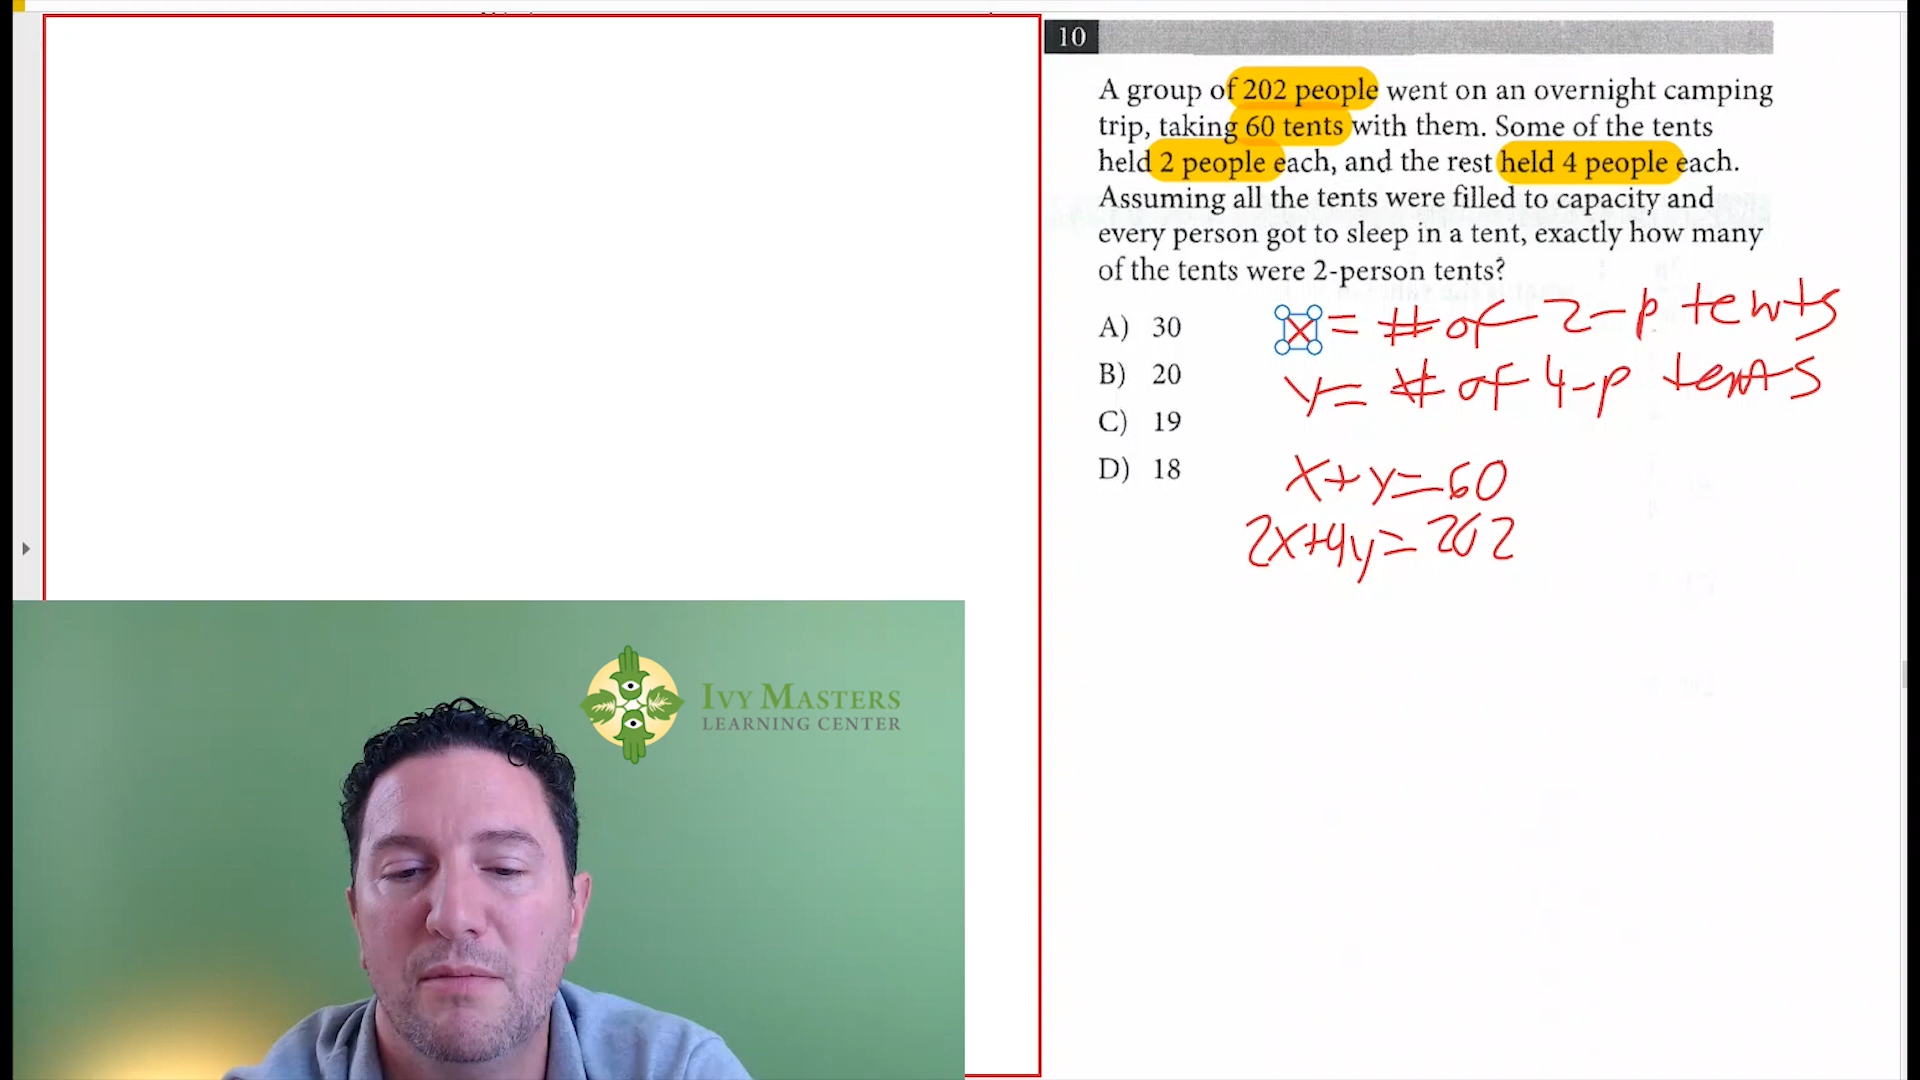 10
A group of 202 people went on an overnight camping
trip, taking 60 tents with them. Some of the tents
held 2 people each, and the rest held 4 people each.
Assuming all the tents were filled to capacity and
every person got to sleep in a tent, exactly how many
of the tents were 2-person tents?
A) 30
B) 20
C) 19
D) 18
x = # of 2-p tents
y = # of 4-p tents
x+y=60
2x+4y=202
IVY MASTERS
LEARNING CENTER